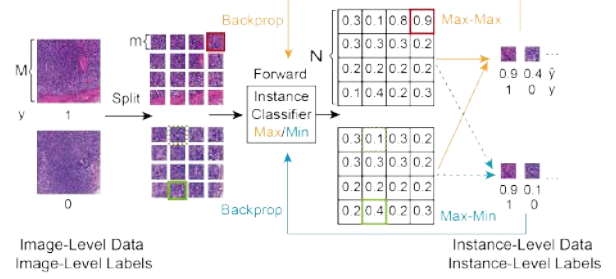 Backprop
0.3 0.1 0.8 0.9
Max-Max
m
N
0.3 0.3 0.3 0.2
M
Forward
0.2 0.2 0.2 0.3
0.9 0.4 ŷ
Split
Instance
0.1 0.4 0.2 0.3
1 0 y
y 1
Classifier
Max/Min
0.3 0.1 0.3 0.2
0.3 0.3 0.3 0.2
0.2 0.2 0.2 0.2
0.9 0.1
0
Backprop
0.2 0.4 0.2 0.3
Max-Min
1 0
Image-Level Data
Instance-Level Data
Image-Level Labels
Instance-Level Labels